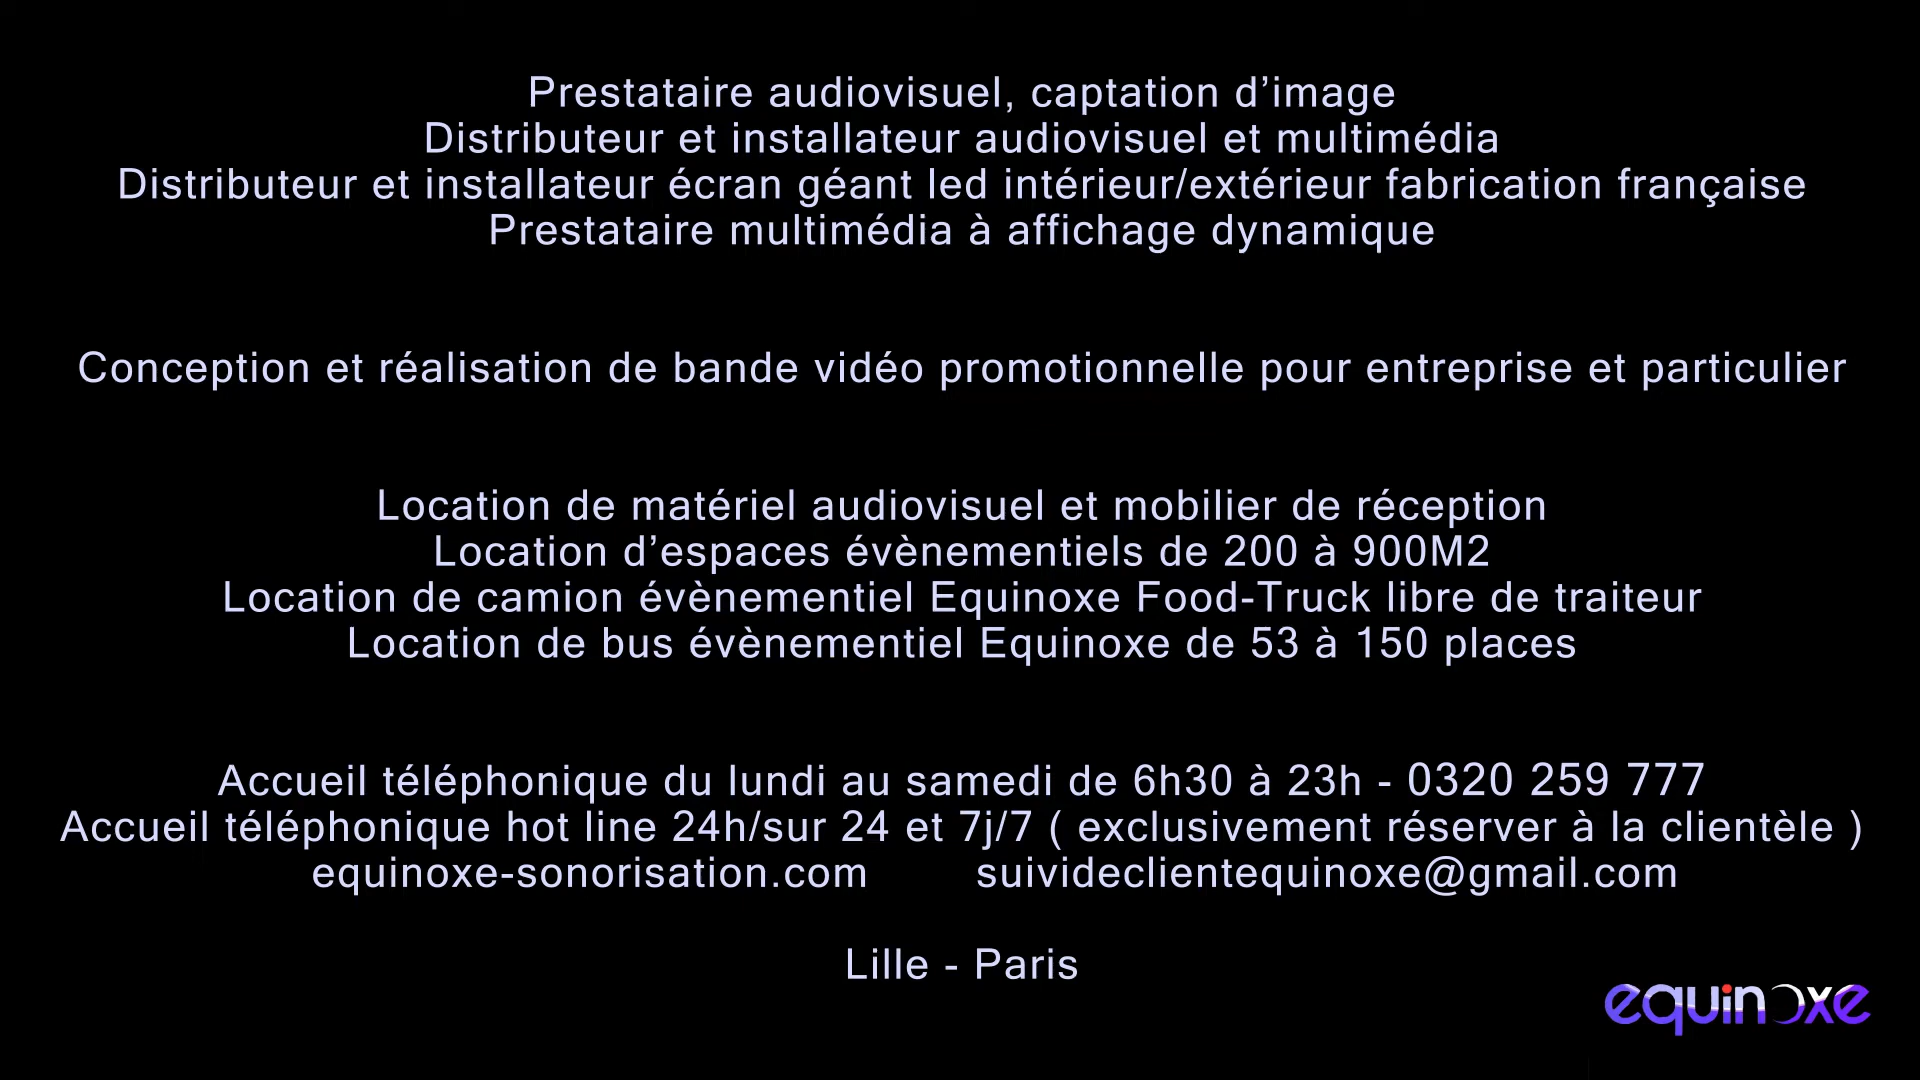 Prestataire audiovisuel, captation d’image
Distributeur et installateur audiovisuel et multimédia
Distributeur et installateur écran géant led intérieur/extérieur fabrication française
Prestataire multimédia à affichage dynamique
Conception et réalisation de bande vidéo promotionnelle pour entreprise et particulier
Location de matériel audiovisuel et mobilier de réception
Location d’espaces évènementiels de 200 à 900M2
Location de camion évènementiel Equinoxe Food-Truck libre de traiteur
Location de bus évènementiel Equinoxe de 53 à 150 places
Accueil téléphonique du lundi au samedi de 6h30 à 23h - 0320 259 777
Accueil téléphonique hot line 24h/sur 24 et 7j/7 ( exclusivement réserver à la clientèle )
equinoxe-sonorisation.com suivideclientequinoxe@gmail.com
Lille - Paris
equinoxe